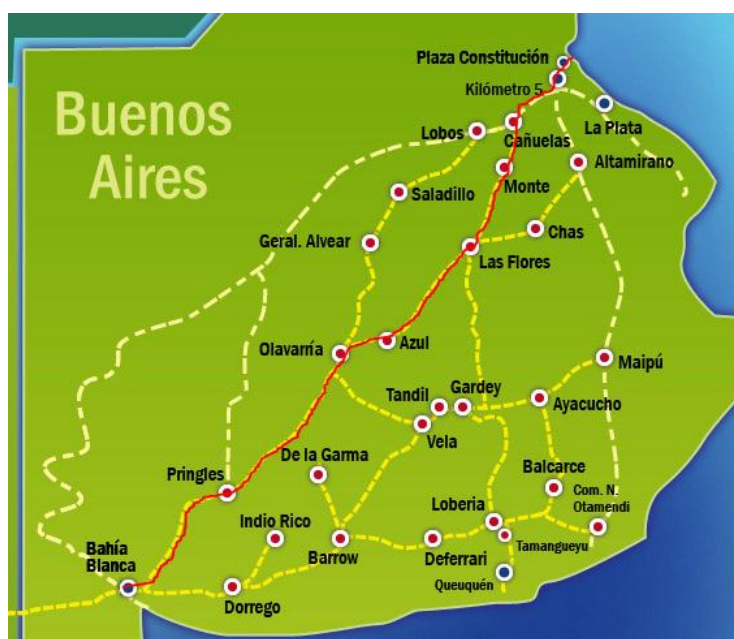 Plaza Constitución
Kilómetro 5
Buenos
Aires
La Plata
Lobos
Cañuelas
Altamirano
Monte
Saladillo
Chas
Geral. Alvear
Las Flores
Olavarría
Azul
Maipú
Tandil
Gardey
Ayacucho
Vela
De la Garma
Pringles
Balcarce
Com. N.
Otamendi
Indio Rico
Loberia
Bahía
Blanca
Barrow
Deferrari
Tamangueyu
Queuquén
Dorrego